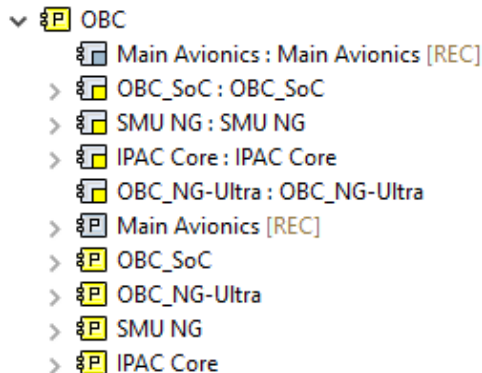 OBC
Main Avionics : Main Avionics [REC]
OBC_SoC : OBC_SoC
SMU NG : SMU NG
IPAC Core : IPAC Core
OBC_NG-Ultra : OBC_NG-Ultra
Main Avionics [REC]
OBC_SoC
OBC_NG-Ultra
SMU NG
IPAC Core